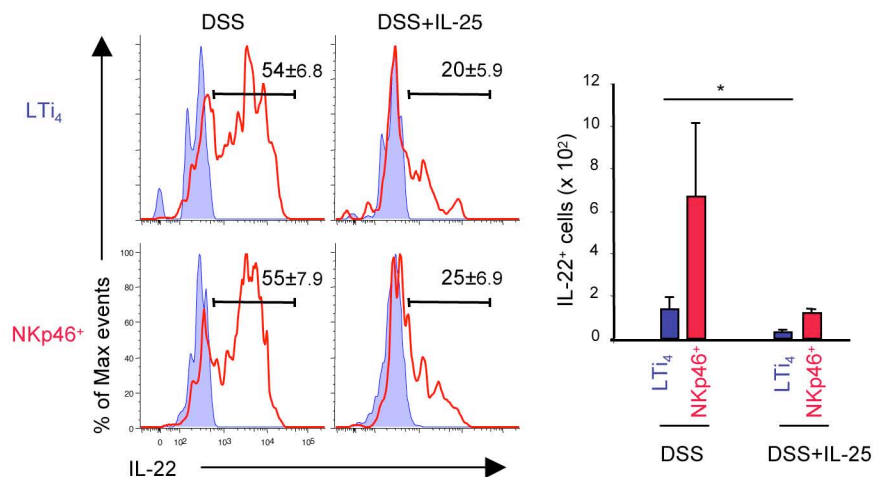 DSS
DSS+IL-25
LTi4
54±6.8
20±5.9
NKp46+
% of Max events
100
80
60
40
20
0
55±7.9
25±6.9
0 10² 10³ 10⁴ 10⁵
IL-22
IL-22+ cells (x 10²)
12
10
8
6
4
2
0
*
LTi4
NKp46+
LTi4
NKp46+
DSS
DSS+IL-25